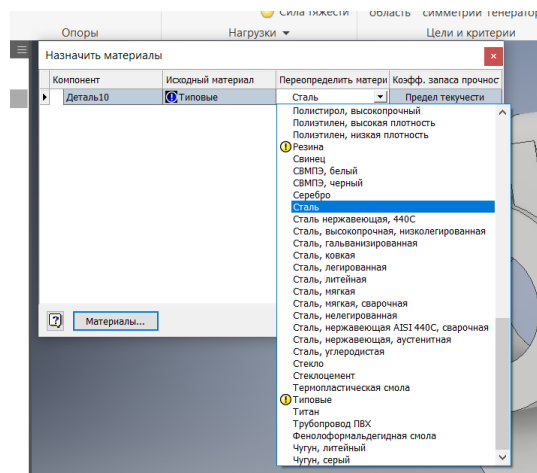 Сила тяжести область симметрии генератор
Опоры Нагрузки Цели и критерии
Назначить материалы
Компонент Исходный материал Переопределить матери Коэфф. запаса прочнос
Деталь10 Типовые Сталь Предел текучести
Полистирол, высокопрочный
Полиэтилен, высокая плотность
Полиэтилен, низкая плотность
Резина
Свинец
СВМПЭ, белый
СВМПЭ, черный
Серебро
Сталь
Сталь нержавеющая, 440C
Сталь, высокопрочная, низколегированная
Сталь, гальванизированная
Сталь, ковкая
Сталь, легированная
Сталь, литейная
Сталь, мягкая
Сталь, мягкая, сварочная
Сталь, нелегированная
Сталь, нержавеющая AISI 440C, сварочная
Сталь, нержавеющая, аустенитная
Сталь, углеродистая
Стекло
Стеклоцемент
Термопластическая смола
Типовые
Титан
Трубопровод ПВХ
Фенолоформальдегидная смола
Чугун, литейный
Чугун, серый
Материалы...